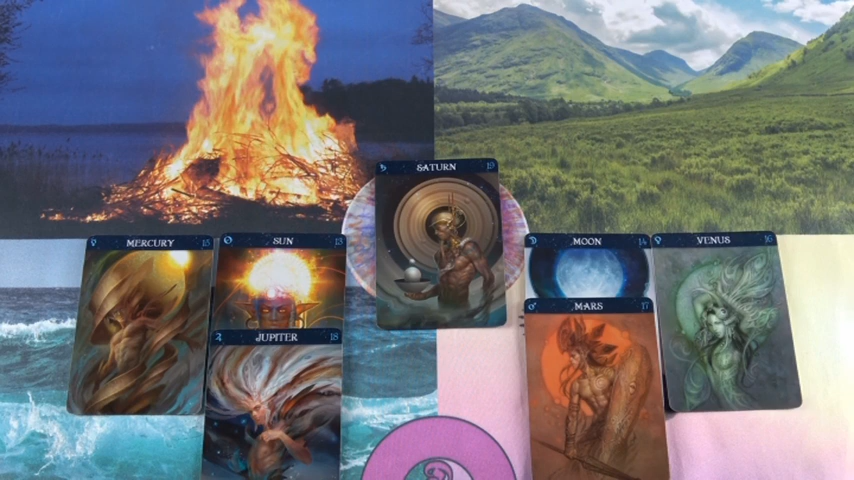 SATURN 19
MERCURY 15
SUN 13
MOON 14
VENUS 16
JUPITER 18
MARS 17